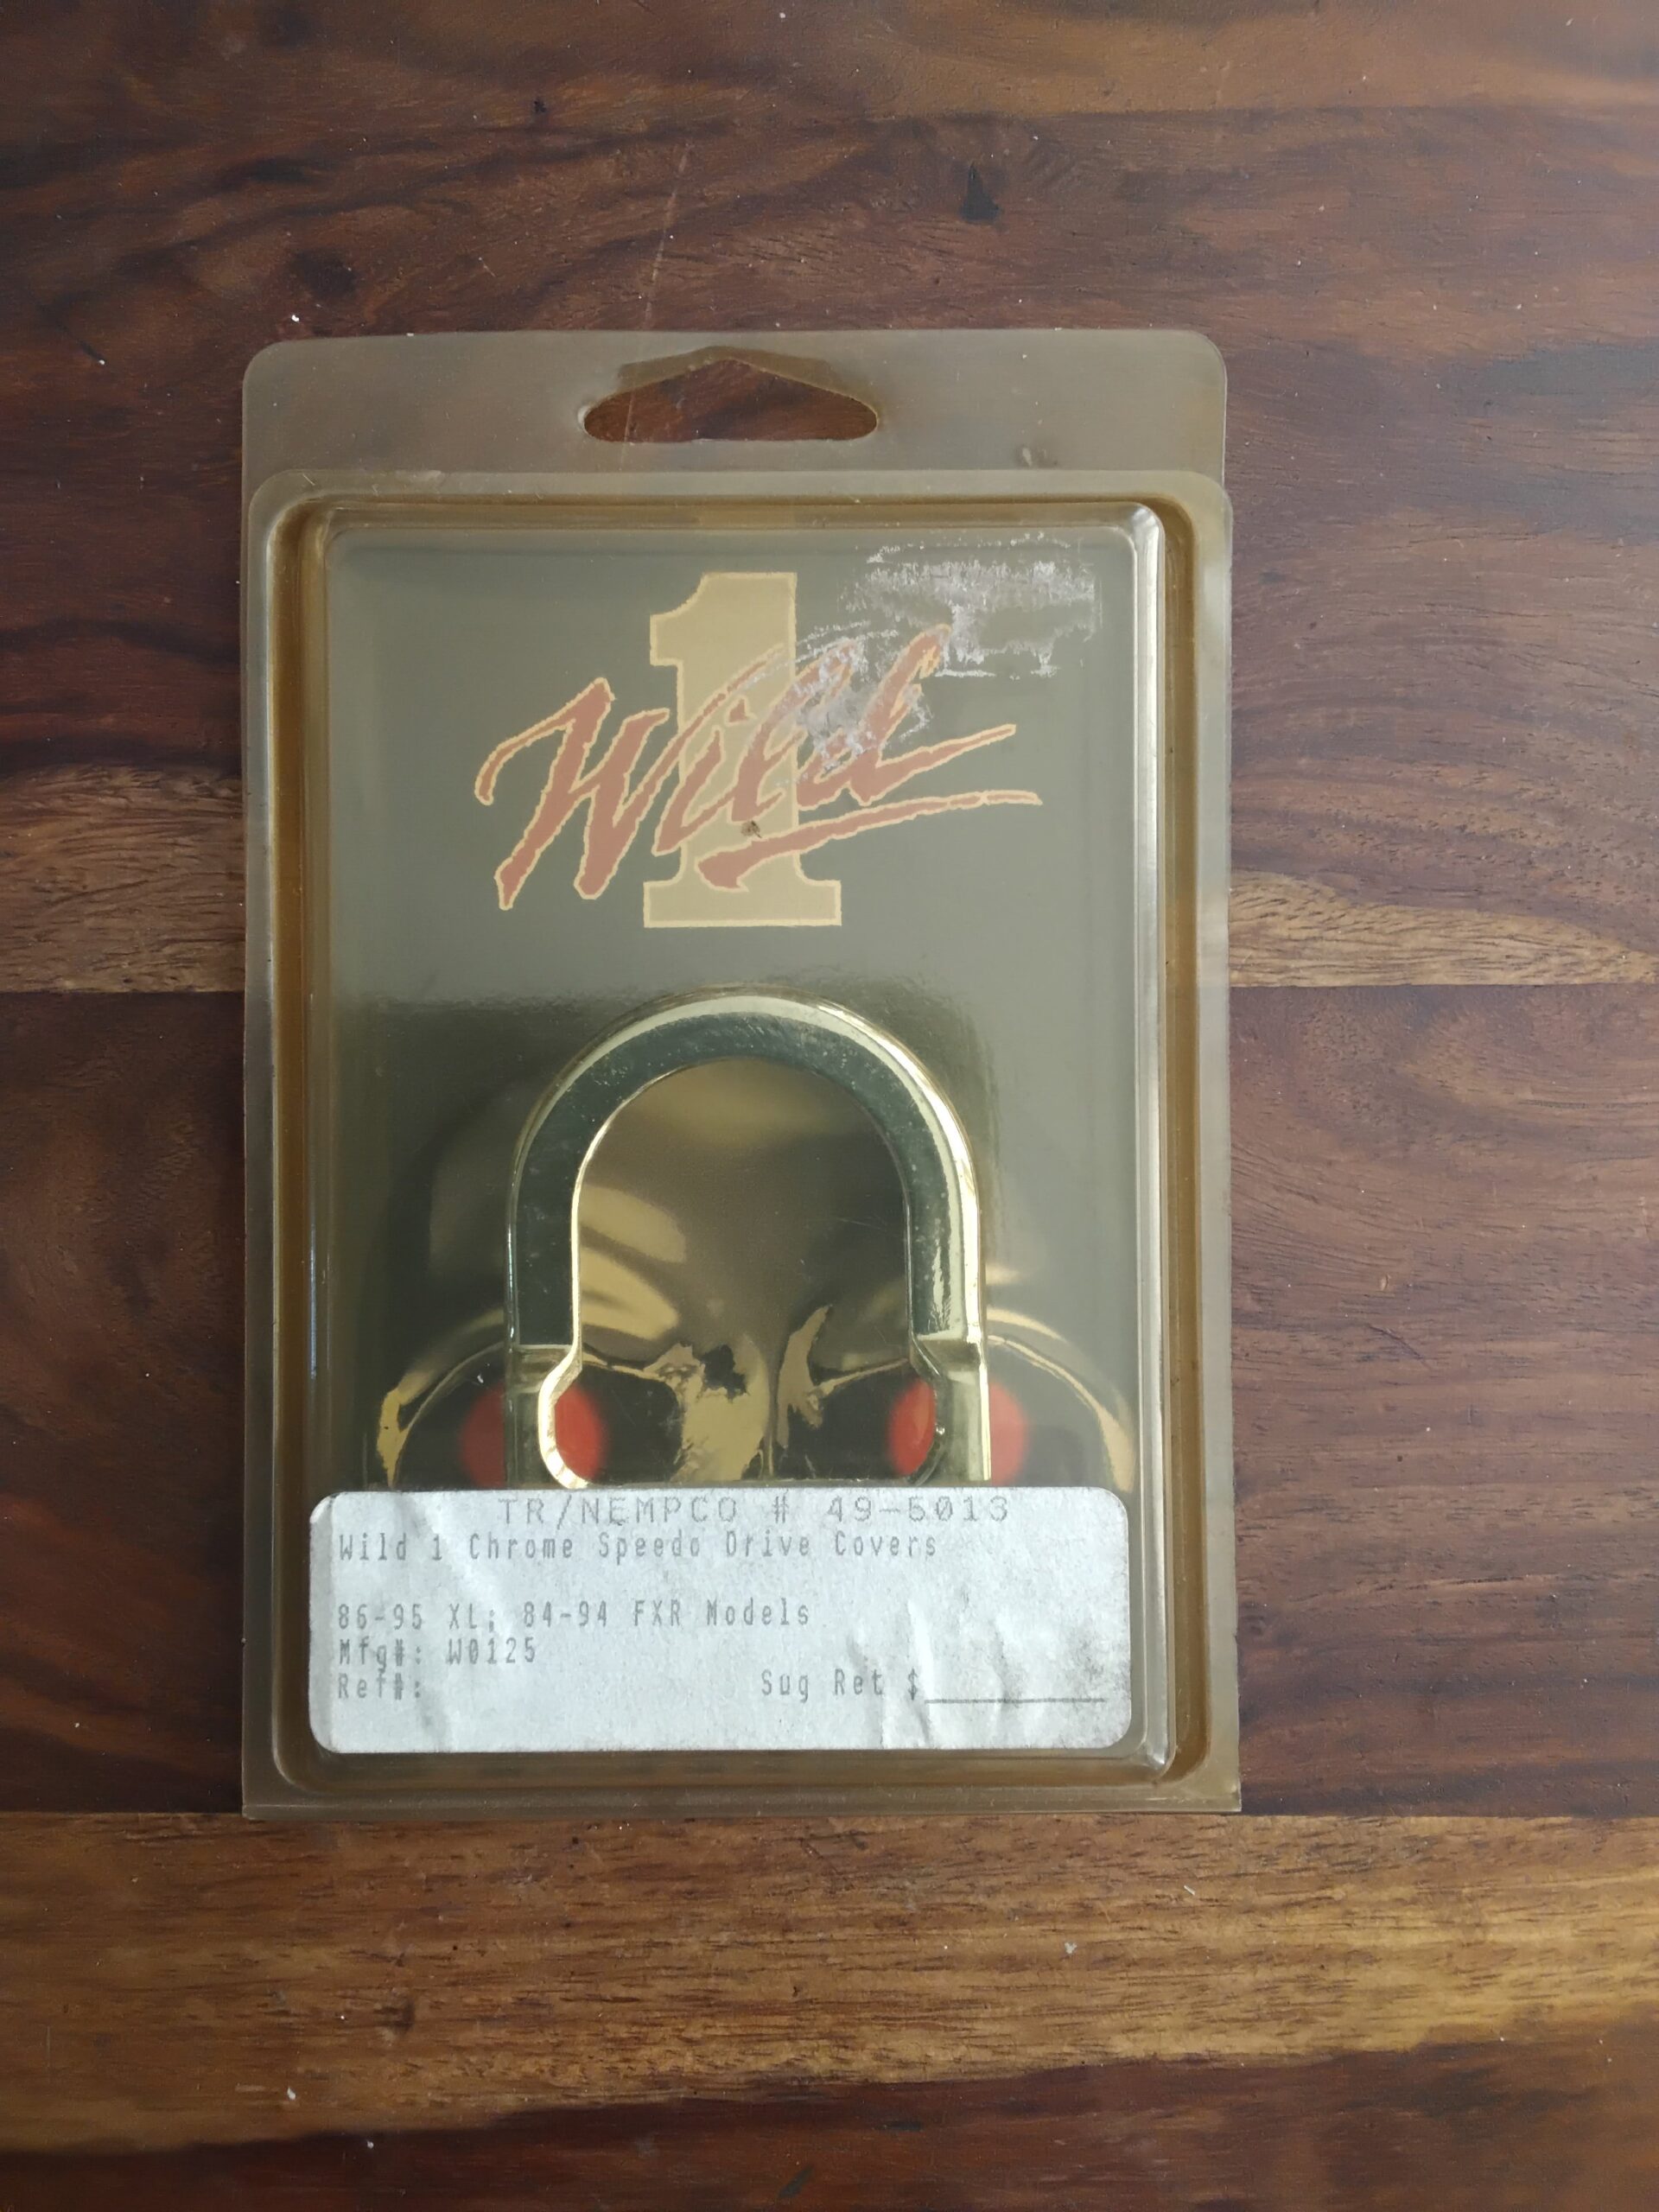 1
Wild
TR/NEMPCO # 49-5013
Wild 1 Chrome Speedo Drive Covers
86-95 XL; 84-94 FXR Models
Mfg#: W0125
Ref#:
Sug Ret $